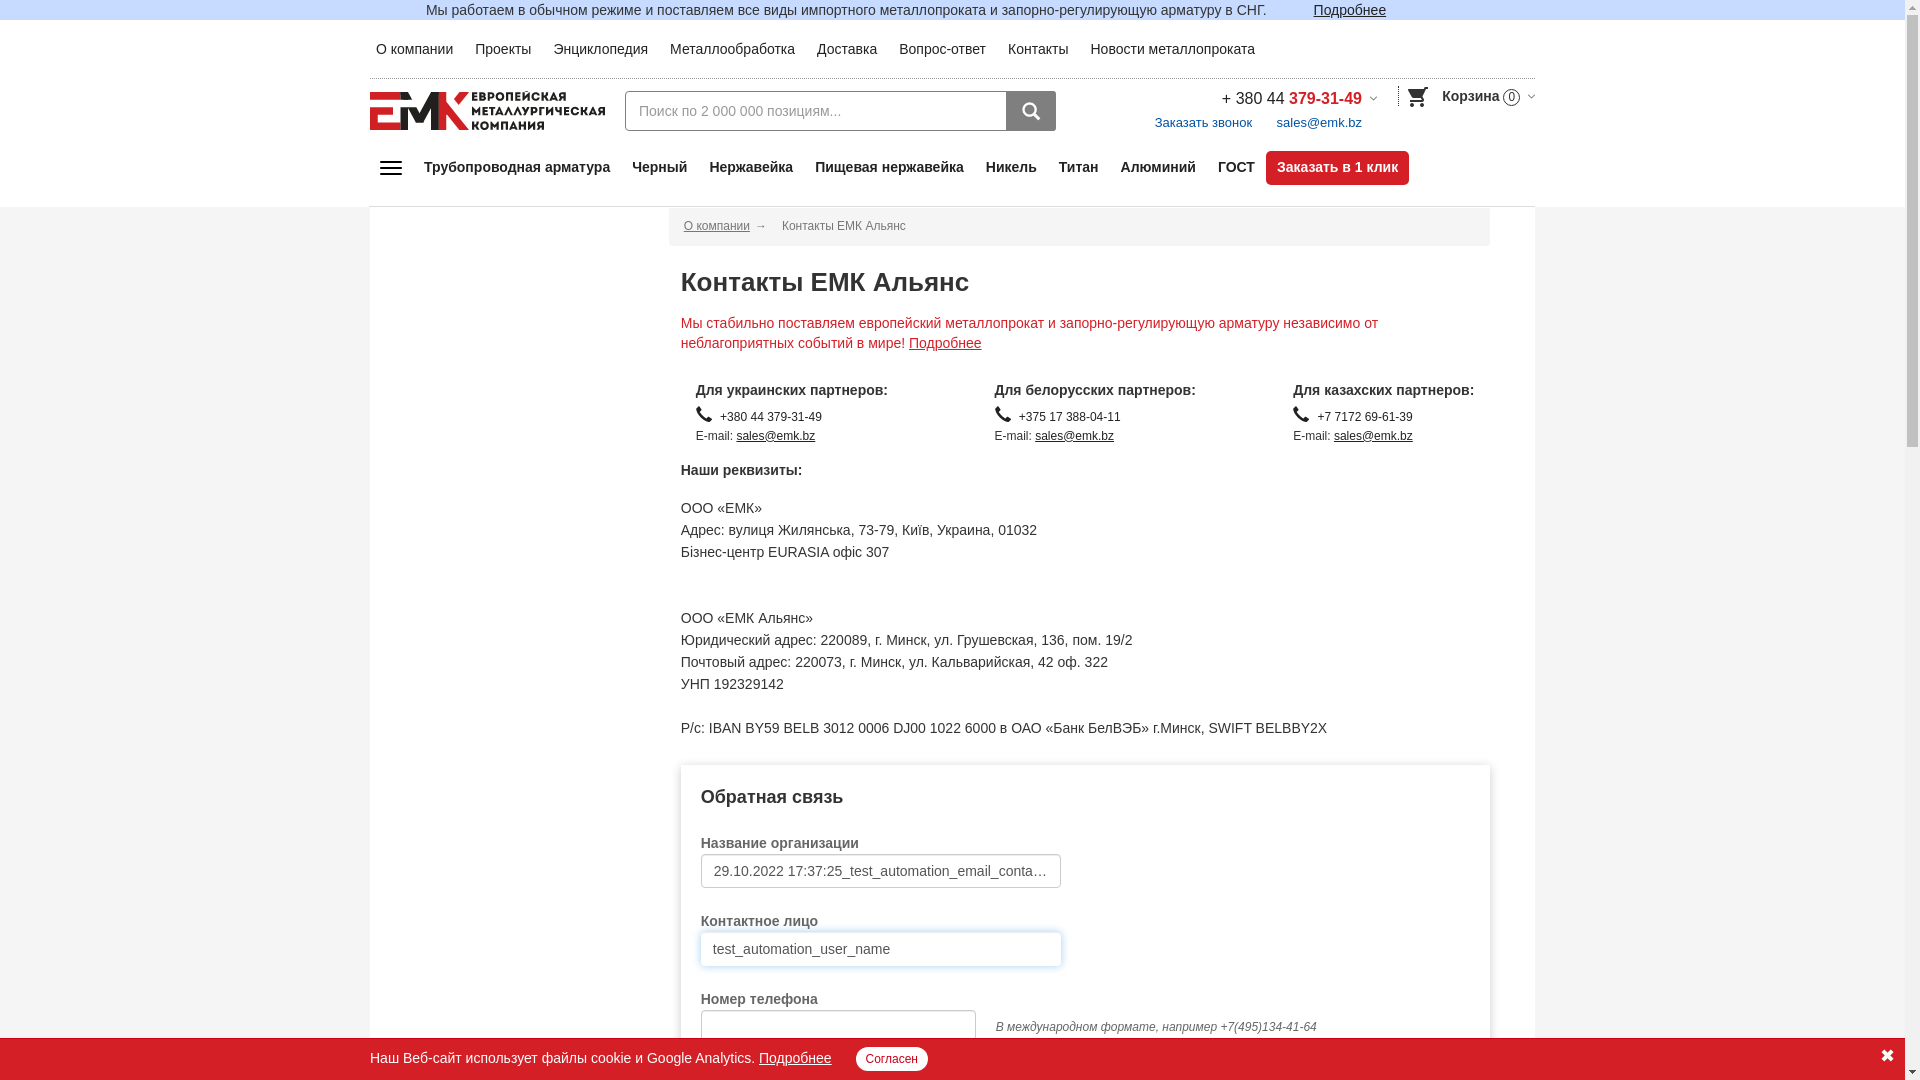 Мы работаем в обычном режиме и поставляем все виды импортного металлопроката и запорно-регулирующую арматуру в СНГ. Подробнее
О компании Проекты Энциклопедия Металлообработка Доставка Вопрос-ответ Контакты Новости металлопроката
ЕМК ЕВРОПЕЙСКАЯ
МЕТАЛЛУРГИЧЕСКАЯ
КОМПАНИЯ
Поиск по 2 000 000 позициям...
+ 380 44 379-31-49
Корзина 0
Заказать звонок sales@emk.bz
Трубопроводная арматура Черный Нержавейка Пищевая нержавейка Никель Титан Алюминий ГОСТ Заказать в 1 клик
О компании → Контакты ЕМК Альянс
Контакты ЕМК Альянс
Мы стабильно поставляем европейский металлопрокат и запорно-регулирующую арматуру независимо от
неблагоприятных событий в мире! Подробнее
Для украинских партнеров: Для белорусских партнеров: Для казахских партнеров:
+380 44 379-31-49 +375 17 388-04-11 +7 7172 69-61-39
E-mail: sales@emk.bz E-mail: sales@emk.bz E-mail: sales@emk.bz
Наши реквизиты:
ООО «ЕМК»
Адрес: вулиця Жилянська, 73-79, Київ, Украина, 01032
Бізнес-центр EURASIA офіс 307
ООО «ЕМК Альянс»
Юридический адрес: 220089, г. Минск, ул. Грушевская, 136, пом. 19/2
Почтовый адрес: 220073, г. Минск, ул. Кальварийская, 42 оф. 322
УНП 192329142
Р/с: IBAN BY59 BELB 3012 0006 DJ00 1022 6000 в ОАО «Банк БелВЭБ» г.Минск, SWIFT BELBBY2X
Обратная связь
Название организации
29.10.2022 17:37:25_test_automation_email_conta…
Контактное лицо
test_automation_user_name
Номер телефона
В международном формате, например +7(495)134-41-64
Наш Веб-сайт использует файлы cookie и Google Analytics. Подробнее Согласен ✖